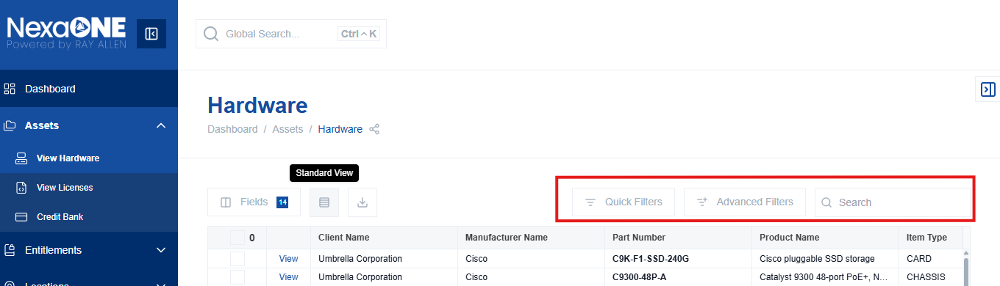 NexaONE
Powered by RAY ALLEN
Global Search... Ctrl ^ K
Dashboard
Assets
View Hardware
View Licenses
Credit Bank
Entitlements
Locations
Hardware
Dashboard / Assets / Hardware
Standard View
Fields 14
Quick Filters Advanced Filters Search
0 Client Name Manufacturer Name Part Number Product Name Item Type
View Umbrella Corporation Cisco C9K-F1-SSD-240G Cisco pluggable SSD storage CARD
View Umbrella Corporation Cisco C9300-48P-A Catalyst 9300 48-port PoE+, N... CHASSIS